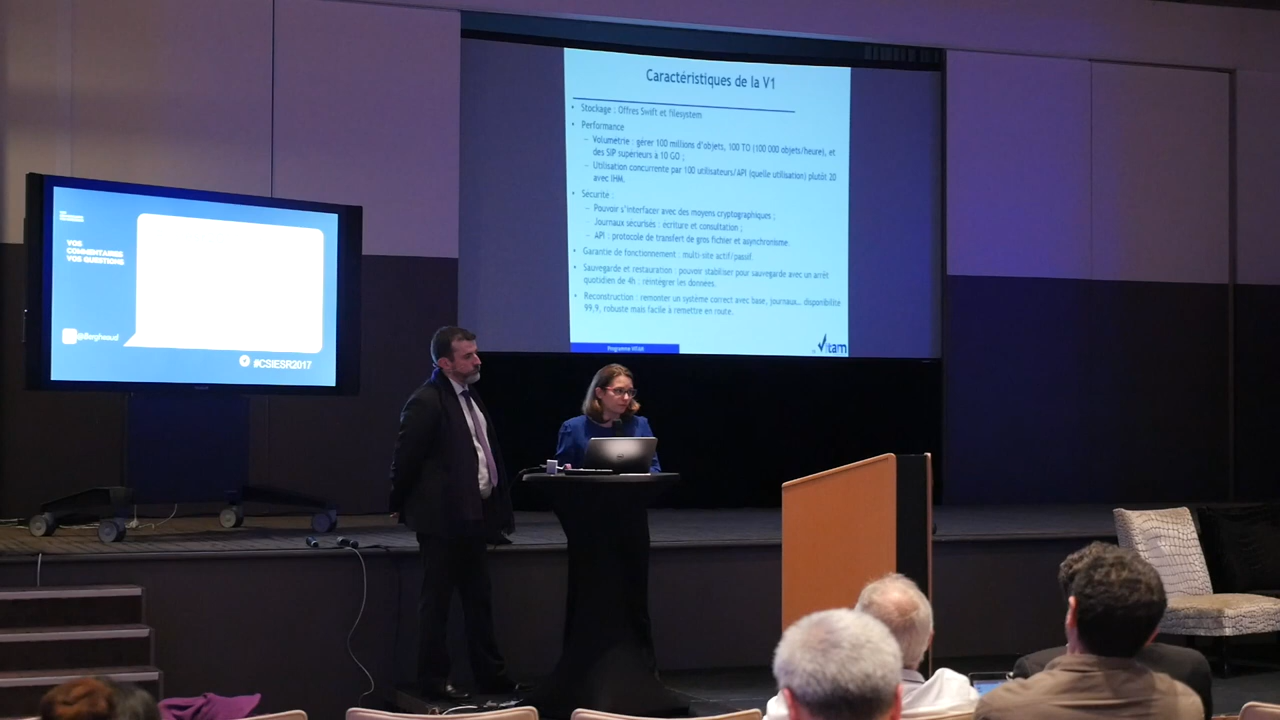 Caractéristiques de la V1
• Stockage : Offres Swift et filesystem
• Performance
– Volumétrie : gérer 100 millions d'objets, 100 TO (100 000 objets/heure), et
des SIP supérieurs à 10 GO ;
– Utilisation concurrente par 100 utilisateurs/API (quelle utilisation) plutôt 20
avec IHM.
• Sécurité :
– Pouvoir s'interfacer avec des moyens cryptographiques ;
– Journaux sécurisés : écriture et consultation ;
– API : protocole de transfert de gros fichier et asynchronisme
• Garantie de fonctionnement : multi-site actif/passif.
• Sauvegarde et restauration : pouvoir stabiliser pour sauvegarde avec un arrêt
quotidien de 4h : réintégrer les données.
• Reconstruction : remonter un système correct avec base, journaux… disponibilité
99,9, robuste mais facile à remettre en route.
Programme VITAM
Vitam
VOS
COMMENTAIRES
VOS QUESTIONS
#CSIESR2017
DELL